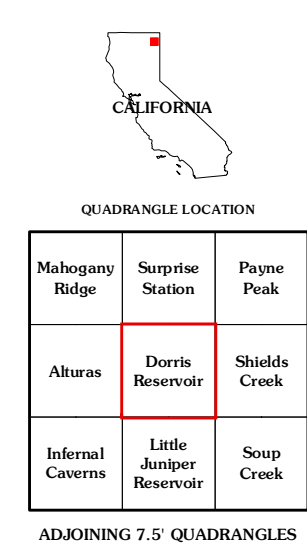 CALIFORNIA
QUADRANGLE LOCATION
Mahogany
Ridge
Surprise
Station
Payne
Peak
Alturas
Dorris
Reservoir
Shields
Creek
Infernal
Caverns
Little
Juniper
Reservoir
Soup
Creek
ADJOINING 7.5' QUADRANGLES